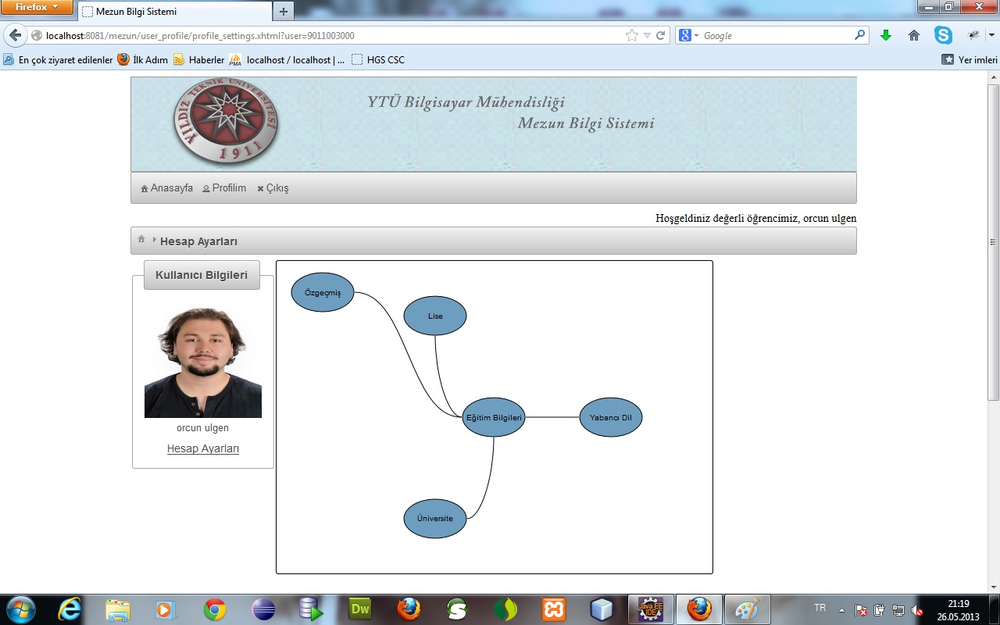 Firefox
Mezun Bilgi Sistemi
localhost:8081/mezun/user_profile/profile_settings.xhtml?user=9011003000
Google
En çok ziyaret edilenler
İlk Adım
Haberler
localhost / localhost | ...
HGS CSC
Yer imleri
YILDIZ TEKNİK ÜNİVERSİTESİ
1911
YTÜ Bilgisayar Mühendisliği
Mezun Bilgi Sistemi
Anasayfa
Profilim
Çıkış
Hoşgeldiniz değerli öğrencimiz, orcun ulgen
Hesap Ayarları
Kullanıcı Bilgileri
orcun ulgen
Hesap Ayarları
Özgeçmiş
Lise
Eğitim Bilgileri
Yabancı Dil
Üniversite
Dw
Java EE
IDE
TR
21:19
26.05.2013